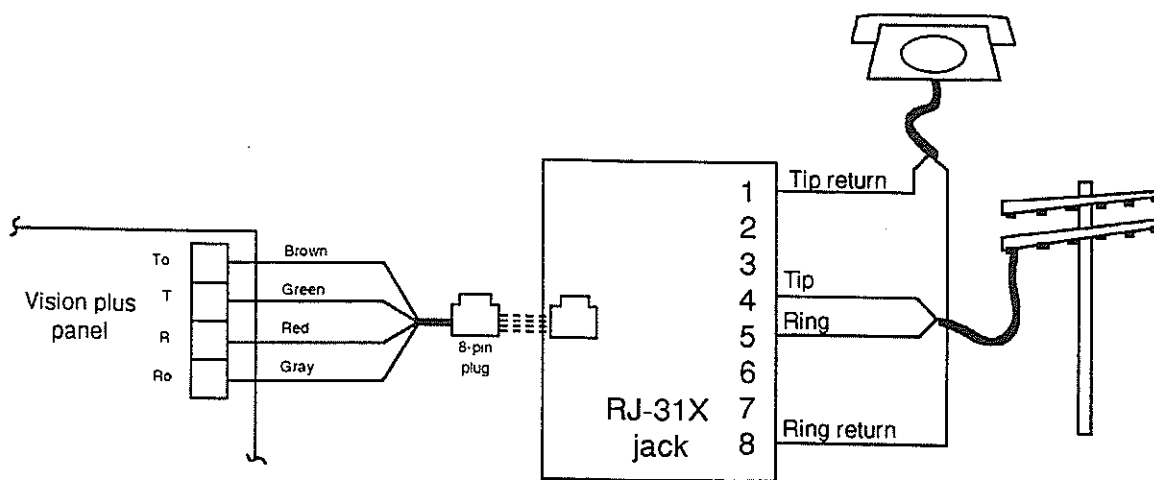 Vision plus
panel
To
T
R
Ro
Brown
Green
Red
Gray
8-pin
plug
RJ-31X
jack
1
2
3
4
5
6
7
8
Tip return
Tip
Ring
Ring return